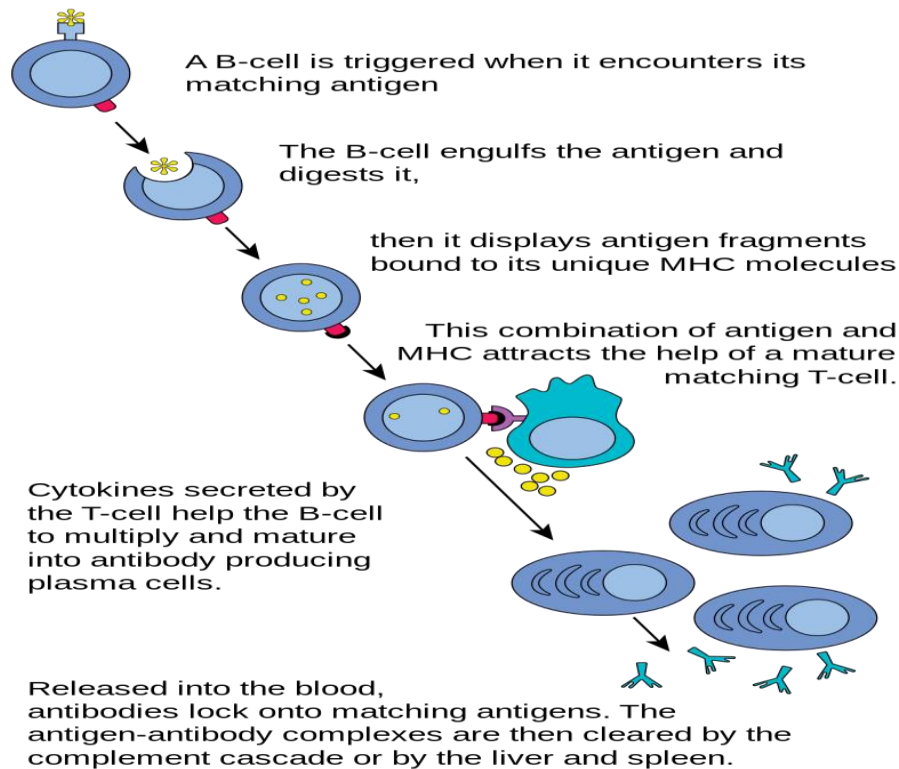 A B-cell is triggered when it encounters its
matching antigen
The B-cell engulfs the antigen and
digests it,
then it displays antigen fragments
bound to its unique MHC molecules
This combination of antigen and
MHC attracts the help of a mature
matching T-cell.
Cytokines secreted by
the T-cell help the B-cell
to multiply and mature
into antibody producing
plasma cells.
Released into the blood,
antibodies lock onto matching antigens. The
antigen-antibody complexes are then cleared by the
complement cascade or by the liver and spleen.